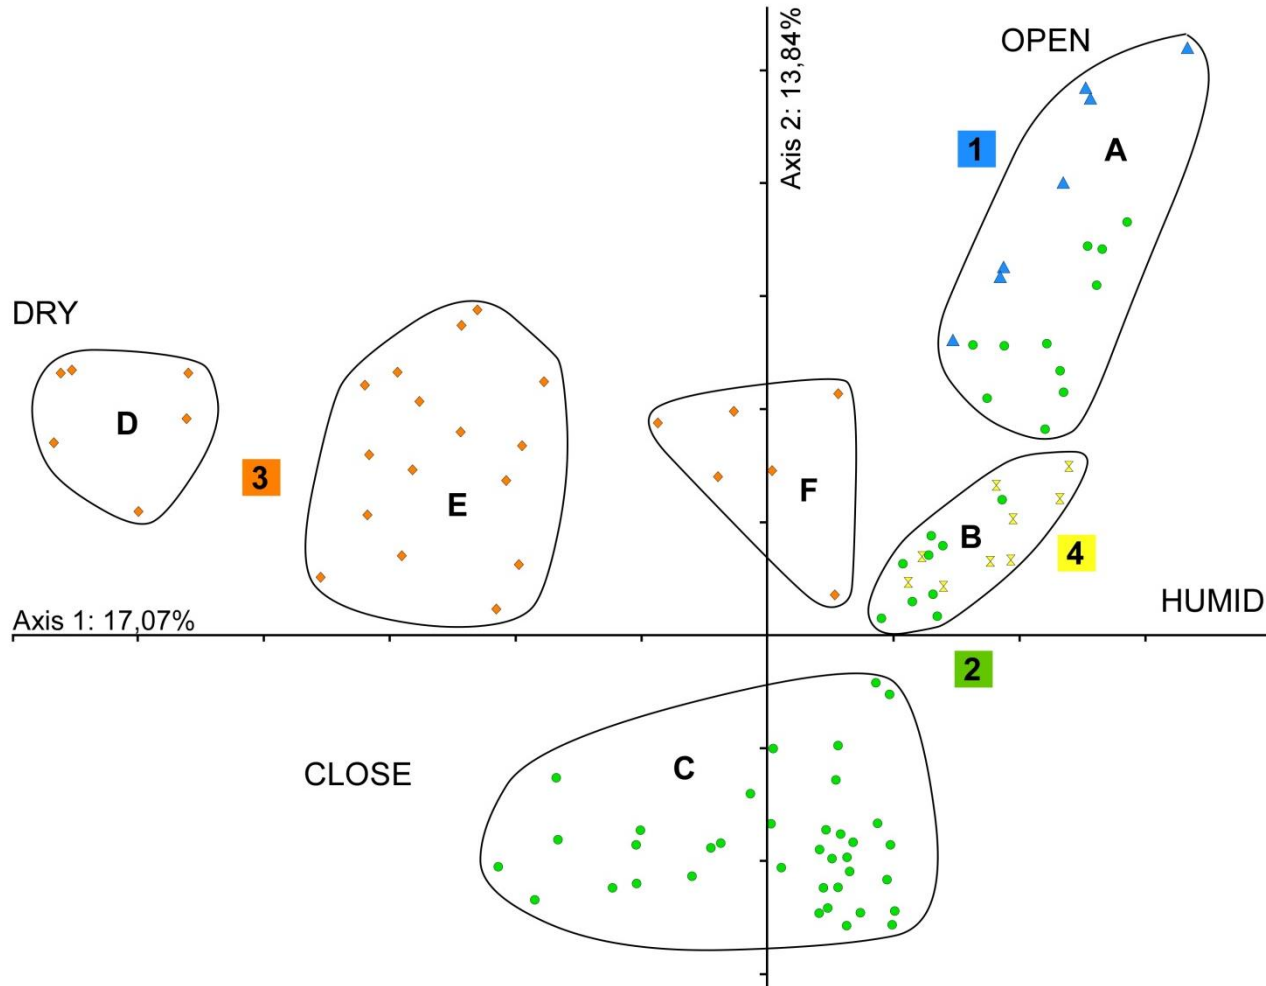 OPEN
Axis 2: 13,84%
1
A
DRY
D
3
E
F
B
4
Axis 1: 17,07%
HUMID
2
C
CLOSE